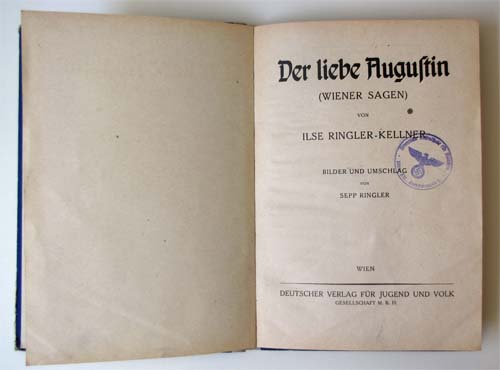 Der liebe Augustin
(WIENER SAGEN)
VON
ILSE RINGLER-KELLNER
BILDER UND UMSCHLAG
VON
SEPP RINGLER
WIEN
DEUTSCHER VERLAG FÜR JUGEND UND VOLK
GESELLSCHAFT M. B. H.